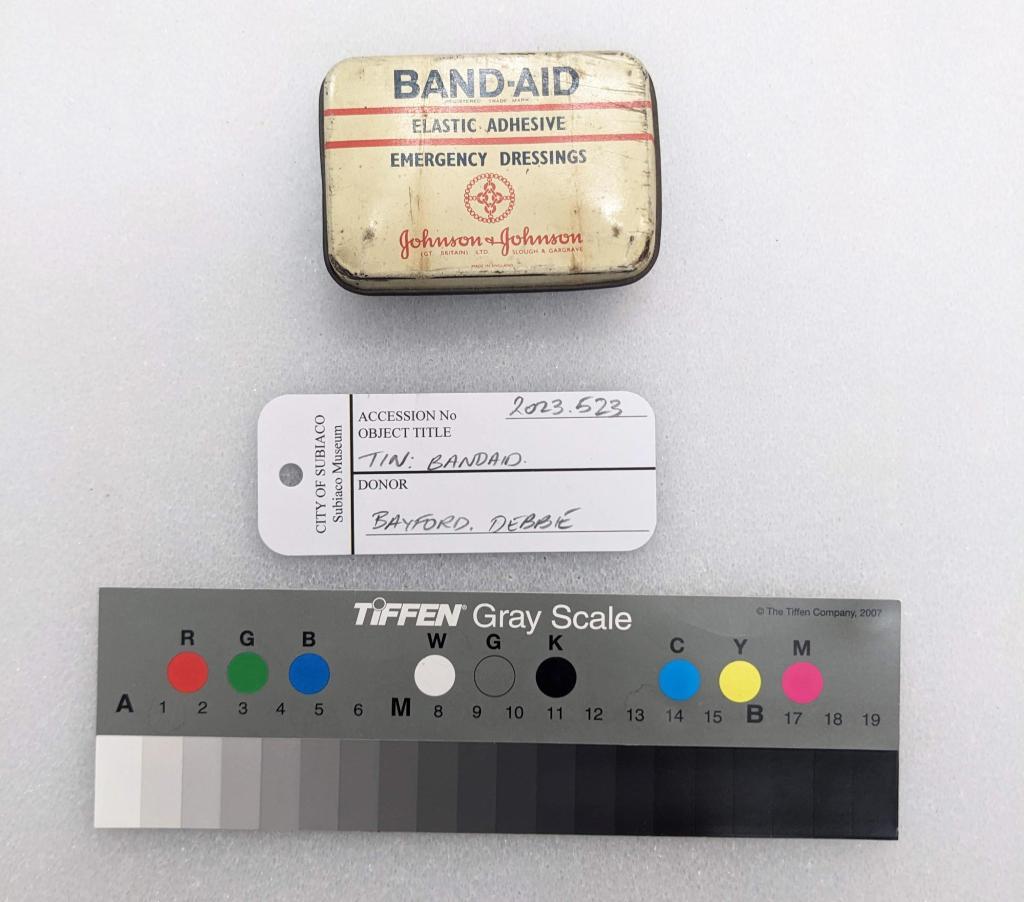 BAND-AID
REGISTERED TRADE MARK
ELASTIC ADHESIVE
EMERGENCY DRESSINGS
Johnson & Johnson
(GT BRITAIN) LTD. SLOUGH & GARGRAVE
MADE IN ENGLAND
CITY OF SUBIACO
Subiaco Museum
ACCESSION No 2023.523
OBJECT TITLE
TIN: BANDAID.
DONOR
BAYFORD. DEBBIE
TIFFEN® Gray Scale
© The Tiffen Company, 2007
R G B W G K C Y M
A 1 2 3 4 5 6 M 8 9 10 11 12 13 14 15 B 17 18 19